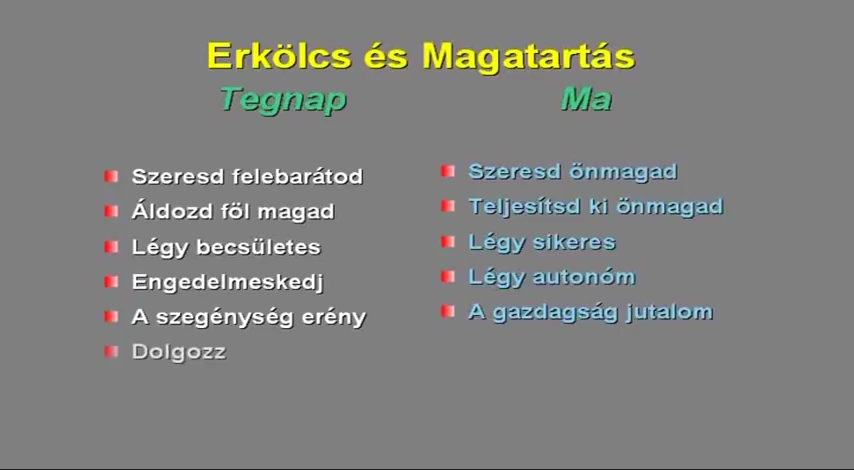 Erkölcs és Magatartás
Tegnap
Ma
Szeresd felebarátod
Áldozd föl magad
Légy becsületes
Engedelmeskedj
A szegénység erény
Dolgozz
Szeresd önmagad
Teljesítsd ki önmagad
Légy sikeres
Légy autonóm
A gazdagság jutalom